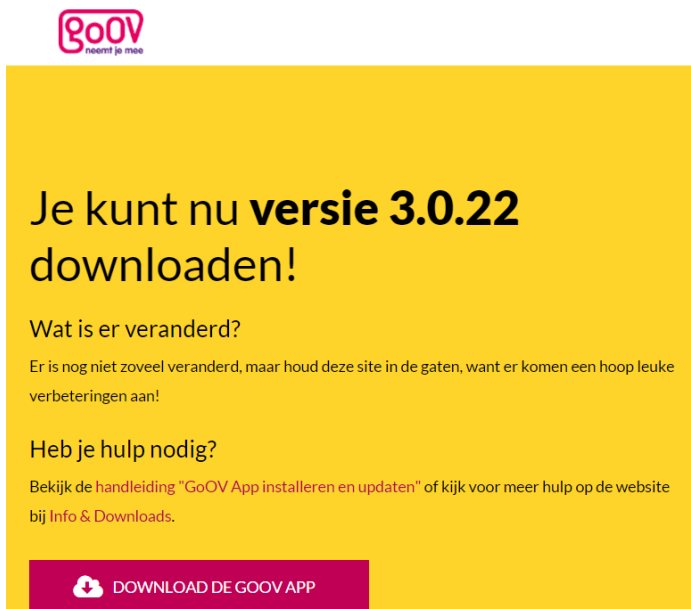 goOV
neemt je mee
Je kunt nu versie 3.0.22
downloaden!
Wat is er veranderd?
Er is nog niet zoveel veranderd, maar houd deze site in de gaten, want er komen een hoop leuke
verbeteringen aan!
Heb je hulp nodig?
Bekijk de handleiding "GoOV App installeren en updaten" of kijk voor meer hulp op de website
bij Info & Downloads.
DOWNLOAD DE GOOV APP